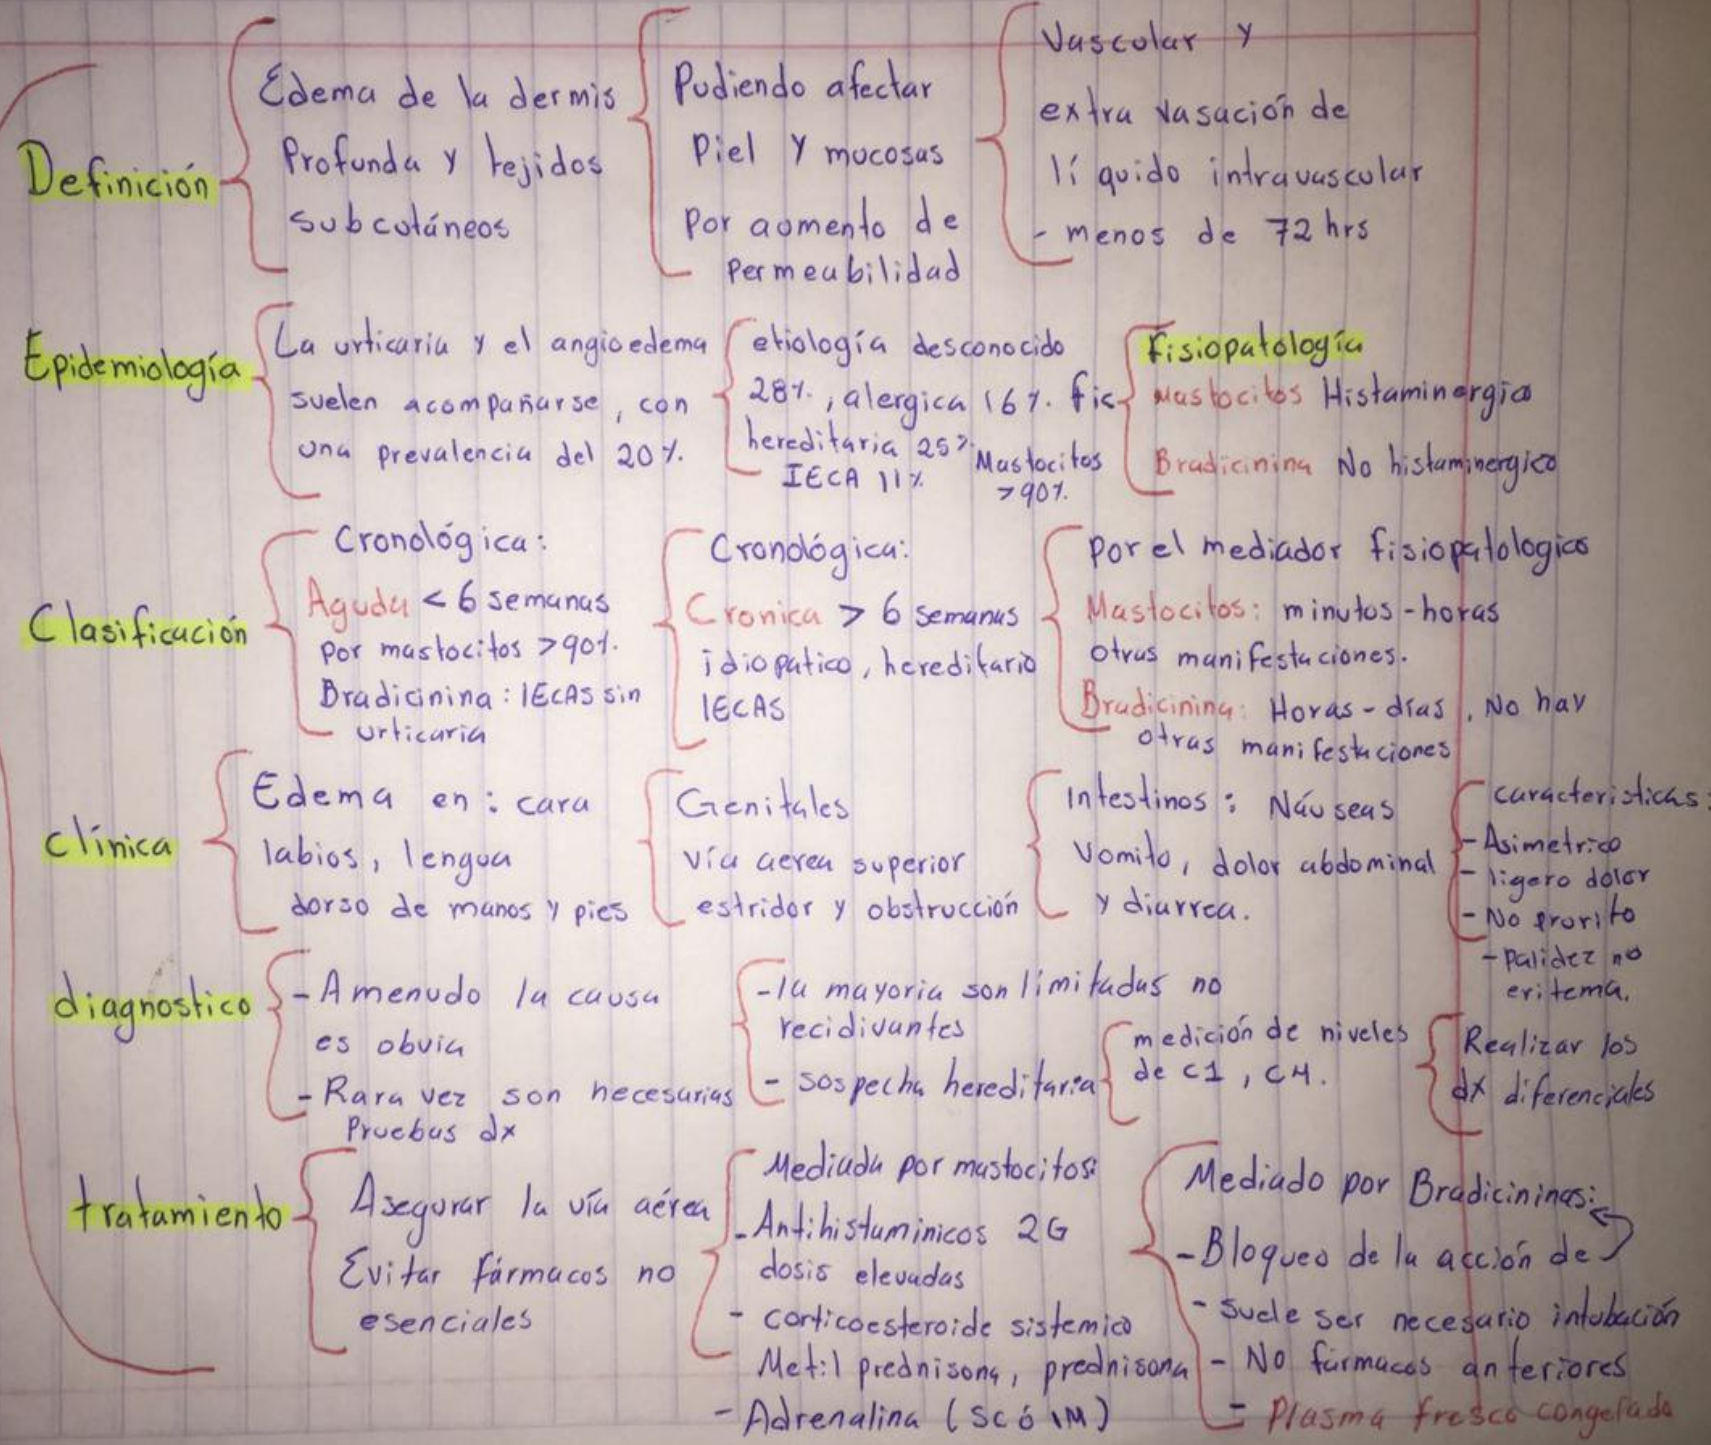 Definición
Edema de la dermis
Profunda y tejidos
subcutáneos
Pudiendo afectar
Piel y mucosas
por aumento de
permeabilidad
Vascular y
extra vasación de
lí quido intravascular
- menos de 72 hrs
Epidemiología
La urticaria y el angioedema
suelen acompañarse, con
una prevalencia del 20%.
etiología desconocido
28%, alergica 16%. fic
hereditaria 25%
IECA 11%
Mastocitos
>90%.
Fisiopatología
Mastocitos Histaminergico
Bradicinina No histaminergico
Clasificación
Cronológica:
Aguda < 6 semanas
por mastocitos >90%.
Bradicinina: IECAS sin
urticaria
Cronológica:
Cronica > 6 semanas
idiopatico, hereditario
IECAS
por el mediador fisiopatologico
Mastocitos: minutos-horas
otras manifestaciones.
Bradicinina: Horas-días, No hay
otras manifestaciones
clínica
Edema en: cara
labios, lengua
dorso de manos y pies
Genitales
vía aerea superior
estridor y obstrucción
Intestinos: Náuseas
Vomito, dolor abdominal
y diarrea.
caracteristicas:
- Asimetrico
- ligero dolor
- No prurito
- palidez no
eritema.
diagnostico
- A menudo la causa
es obvia
- Rara vez son necesarias
Pruebas dx
- la mayoria son limitadas no
recidivantes
- sospecha hereditaria
medición de niveles
de C1, C4.
Realizar los
dx diferenciales
tratamiento
Asegurar la vía aérea
Evitar fármacos no
esenciales
Mediada por mastocitos:
- Antihistaminicos 2G
dosis elevadas
- corticoesteroide sistemico
Metil prednisona, prednisona
- Adrenalina (SC ó IM)
Mediado por Bradicininas:
- Bloqueo de la acción de
- suele ser necesario intubación
- No fármacos anteriores
- Plasma fresco congelado